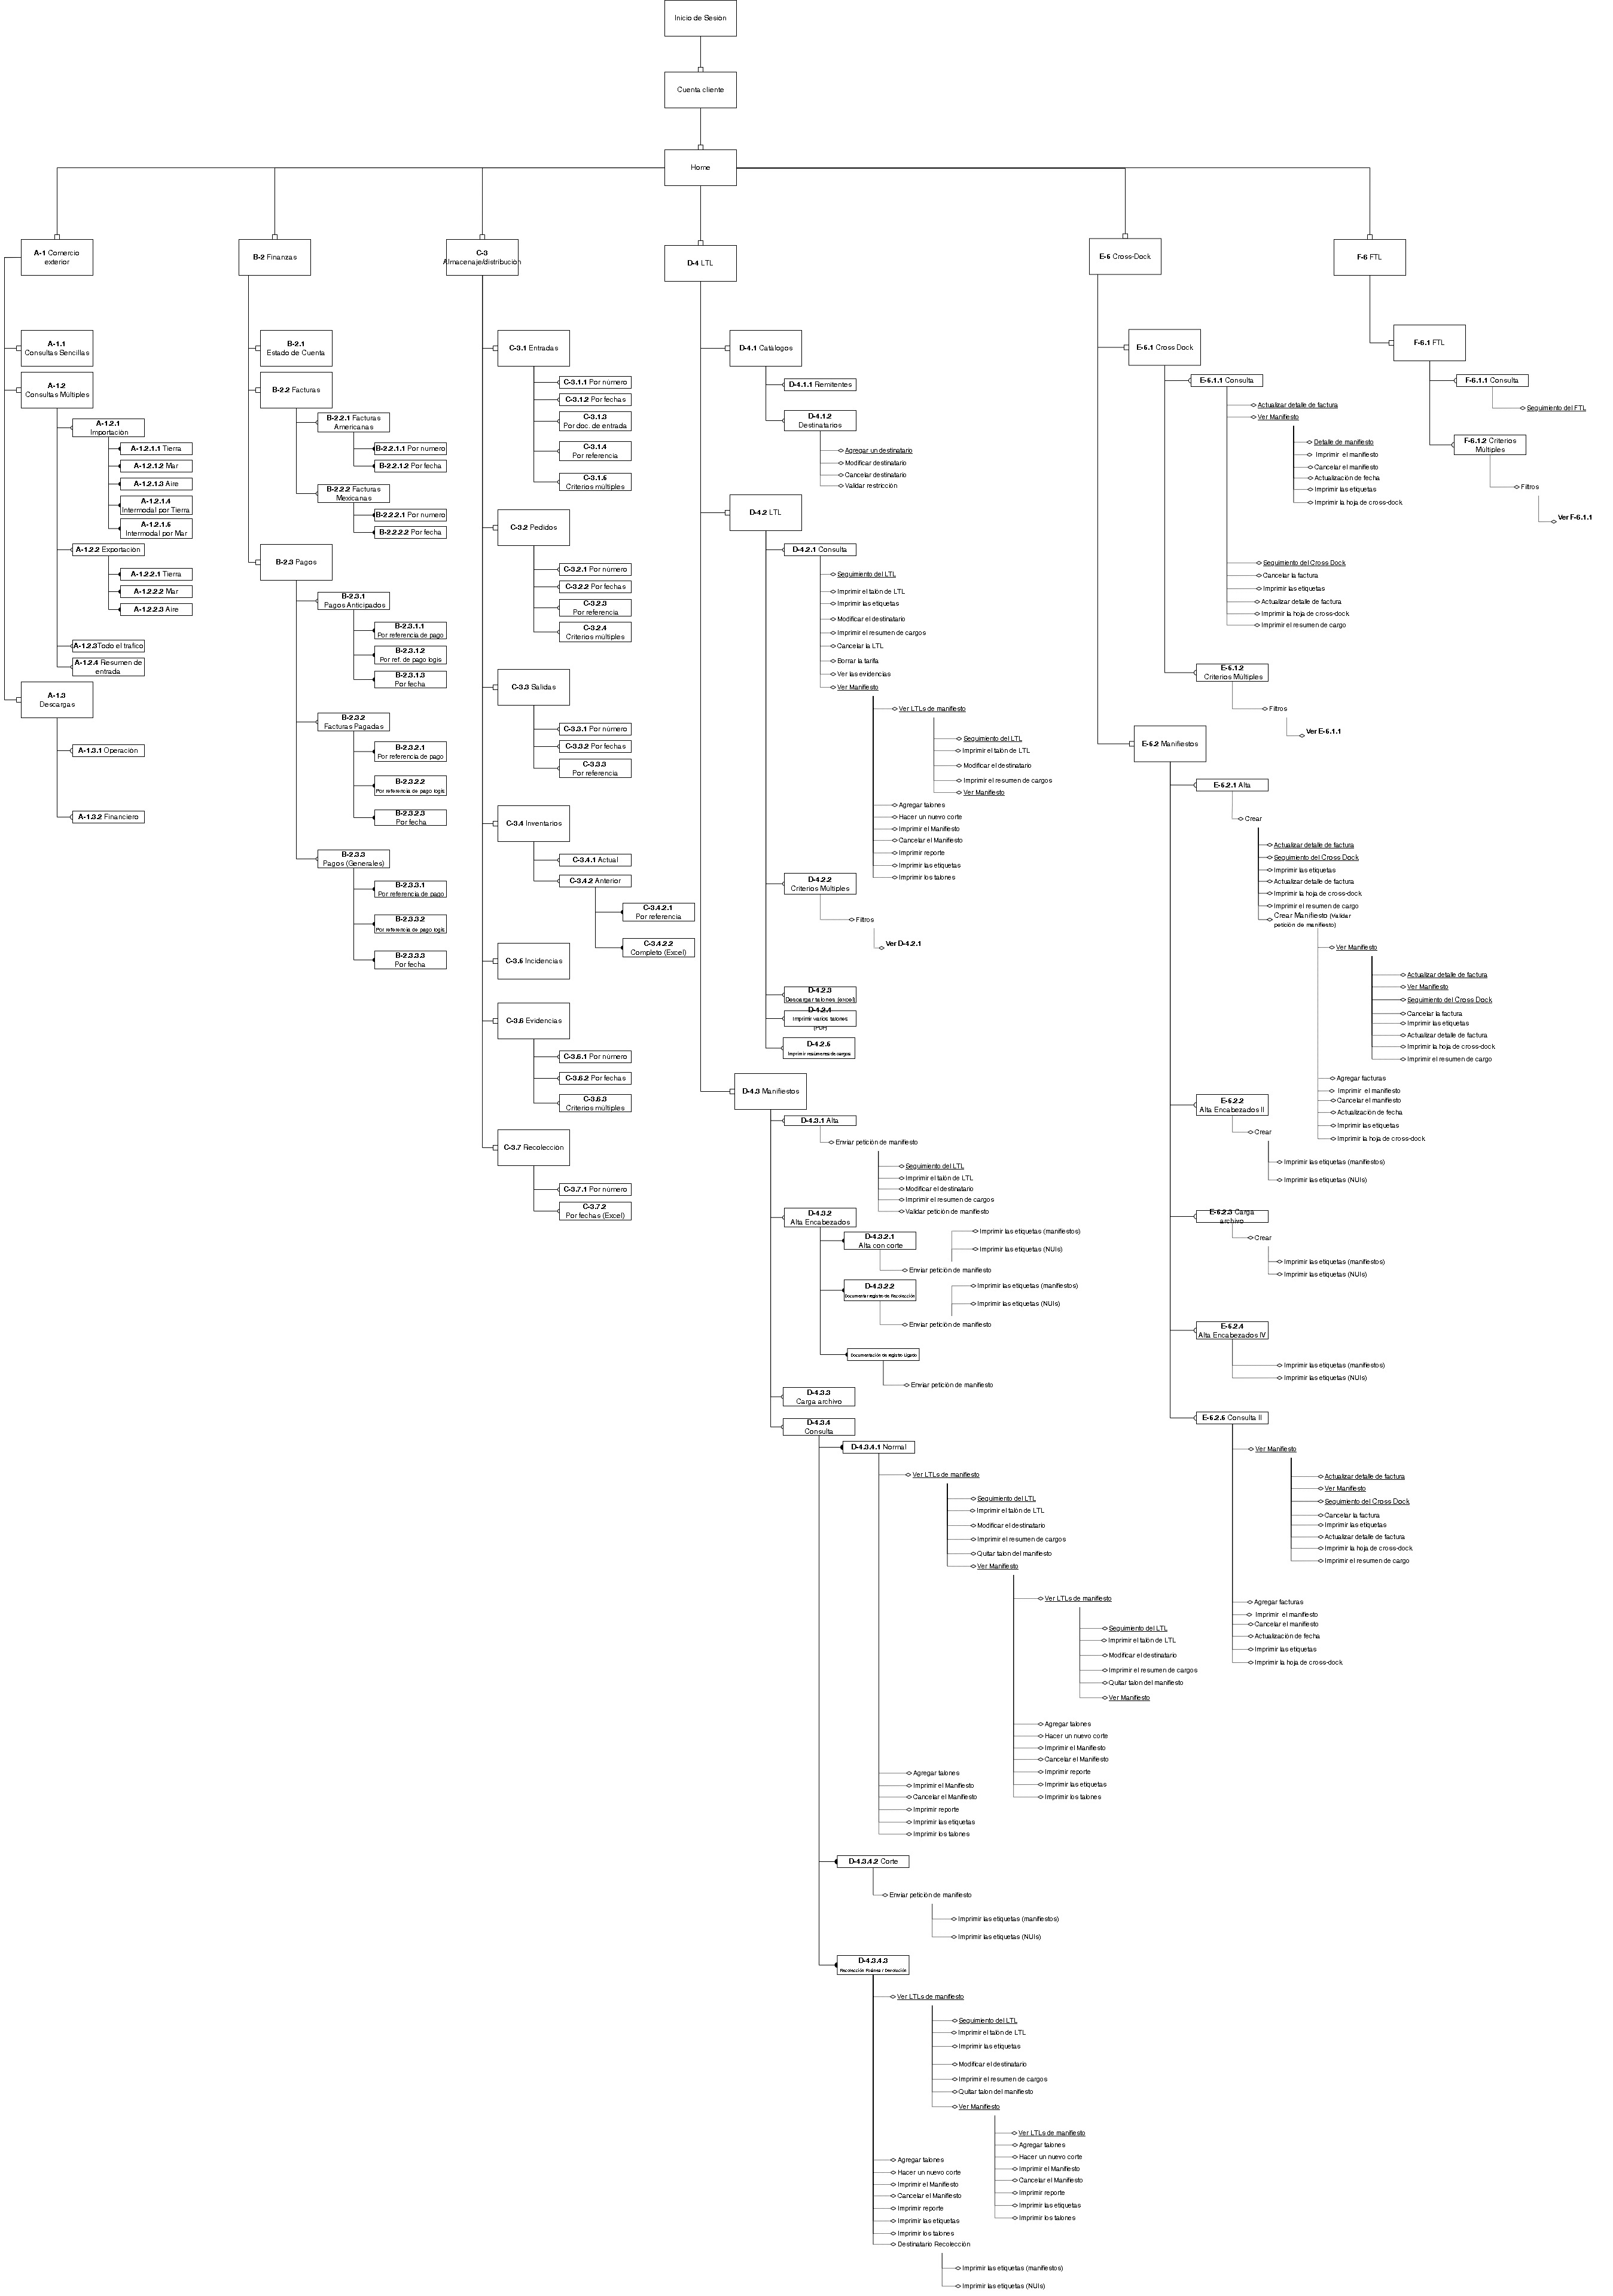 Inicio de Sesión
Cuenta cliente
Home
A-1 Comercio
exterior
A-1.1
Consultas Sencillas
A-1.2
Consultas Múltiples
A-1.2.1
Importación
A-1.2.1.1 Tierra
A-1.2.1.2 Mar
A-1.2.1.3 Aire
A-1.2.1.4
Intermodal por Tierra
A-1.2.1.5
Intermodal por Mar
A-1.2.2 Exportación
A-1.2.2.1 Tierra
A-1.2.2.2 Mar
A-1.2.2.3 Aire
A-1.2.3Todo el trafico
A-1.2.4 Resumen de
entrada
A-1.3
Descargas
A-1.3.1 Operación
A-1.3.2 Financiero
B-2 Finanzas
B-2.1
Estado de Cuenta
B-2.2 Facturas
B-2.2.1 Facturas
Americanas
B-2.2.1.1 Por numero
B-2.2.1.2 Por fecha
B-2.2.2 Facturas
Mexicanas
B-2.2.2.1 Por numero
B-2.2.2.2 Por fecha
B-2.3 Pagos
B-2.3.1
Pagos Anticipados
B-2.3.1.1
Por referencia de pago
B-2.3.1.2
Por ref. de pago logis
B-2.3.1.3
Por fecha
B-2.3.2
Facturas Pagadas
B-2.3.2.1
Por referencia de pago
B-2.3.2.2
Por referencia de pago logis
B-2.3.2.3
Por fecha
B-2.3.3
Pagos (Generales)
B-2.3.3.1
Por referencia de pago
B-2.3.3.2
Por referencia de pago logis
B-2.3.3.3
Por fecha
C-3
Almacenaje/distribución
C-3.1 Entradas
C-3.1.1 Por número
C-3.1.2 Por fechas
C-3.1.3
Por doc. de entrada
C-3.1.4
Por referencia
C-3.1.5
Criterios múltiples
C-3.2 Pedidos
C-3.2.1 Por número
C-3.2.2 Por fechas
C-3.2.3
Por referencia
C-3.2.4
Criterios múltiples
C-3.3 Salidas
C-3.3.1 Por número
C-3.3.2 Por fechas
C-3.3.3
Por referencia
C-3.4 Inventarios
C-3.4.1 Actual
C-3.4.2 Anterior
C-3.4.2.1
Por referencia
C-3.4.2.2
Completo (Excel)
C-3.5 Incidencias
C-3.6 Evidencias
C-3.6.1 Por número
C-3.6.2 Por fechas
C-3.6.3
Criterios múltiples
C-3.7 Recolección
C-3.7.1 Por número
C-3.7.2
Por fechas (Excel)
D-4 LTL
D-4.1 Catálogos
D-4.1.1 Remitentes
D-4.1.2
Destinatarios
Agregar un destinatario
Modificar destinatario
Cancelar destinatario
Validar restricción
D-4.2 LTL
D-4.2.1 Consulta
Seguimiento del LTL
Imprimir el talón de LTL
Imprimir las etiquetas
Modificar el destinatario
Imprimir el resumen de cargos
Cancelar la LTL
Borrar la tarifa
Ver las evidencias
Ver Manifiesto
Ver LTLs de manifiesto
Seguimiento del LTL
Imprimir el talón de LTL
Modificar el destinatario
Imprimir el resumen de cargos
Ver Manifiesto
Agregar talones
Hacer un nuevo corte
Imprimir el Manifiesto
Cancelar el Manifiesto
Imprimir reporte
Imprimir las etiquetas
Imprimir los talones
D-4.2.2
Criterios Múltiples
Filtros
Ver D-4.2.1
D-4.2.3
Descargar talones (excel)
D-4.2.4
Imprimir varios talones
(PDF)
D-4.2.5
Imprimir resúmenes de cargos
D-4.3 Manifiestos
D-4.3.1 Alta
Enviar petición de manifiesto
Seguimiento del LTL
Imprimir el talón de LTL
Modificar el destinatario
Imprimir el resumen de cargos
Validar petición de manifiesto
D-4.3.2
Alta Encabezados
D-4.3.2.1
Alta con corte
Imprimir las etiquetas (manifiestos)
Imprimir las etiquetas (NUIs)
Enviar petición de manifiesto
D-4.3.2.2
Documentar registro de Recolección
Imprimir las etiquetas (manifiestos)
Imprimir las etiquetas (NUIs)
Enviar petición de manifiesto
Documentación de registro Ligado
Enviar petición de manifiesto
D-4.3.3
Carga archivo
D-4.3.4
Consulta
D-4.3.4.1 Normal
Ver LTLs de manifiesto
Seguimiento del LTL
Imprimir el talón de LTL
Modificar el destinatario
Imprimir el resumen de cargos
Quitar talon del manifiesto
Ver Manifiesto
Ver LTLs de manifiesto
Seguimiento del LTL
Imprimir el talón de LTL
Modificar el destinatario
Imprimir el resumen de cargos
Quitar talon del manifiesto
Ver Manifiesto
Agregar talones
Hacer un nuevo corte
Imprimir el Manifiesto
Cancelar el Manifiesto
Imprimir reporte
Imprimir las etiquetas
Imprimir los talones
Agregar talones
Imprimir el Manifiesto
Cancelar el Manifiesto
Imprimir reporte
Imprimir las etiquetas
Imprimir los talones
D-4.3.4.2 Corte
Enviar petición de manifiesto
Imprimir las etiquetas (manifiestos)
Imprimir las etiquetas (NUIs)
D-4.3.4.3
Ver LTLs de manifiesto
Seguimiento del LTL
Imprimir el talón de LTL
Imprimir las etiquetas
Modificar el destinatario
Imprimir el resumen de cargos
Quitar talon del manifiesto
Ver Manifiesto
Ver LTLs de manifiesto
Agregar talones
Hacer un nuevo corte
Imprimir el Manifiesto
Cancelar el Manifiesto
Imprimir reporte
Imprimir las etiquetas
Imprimir los talones
Agregar talones
Hacer un nuevo corte
Imprimir el Manifiesto
Cancelar el Manifiesto
Imprimir reporte
Imprimir las etiquetas
Imprimir los talones
Destinatario Recolección
Imprimir las etiquetas (manifiestos)
Imprimir las etiquetas (NUIs)
E-5 Cross-Dock
E-5.1 Cross Dock
E-5.1.1 Consulta
Actualizar detalle de factura
Ver Manifiesto
Detalle de manifiesto
Imprimir el manifiesto
Cancelar el manifiesto
Actualización de fecha
Imprimir las etiquetas
Imprimir la hoja de cross-dock
Seguimiento del Cross Dock
Cancelar la factura
Imprimir las etiquetas
Actualizar detalle de factura
Imprimir la hoja de cross-dock
Imprimir el resumen de cargo
E-5.1.2
Criterios Múltiples
Filtros
Ver E-5.1.1
E-5.2 Manifiestos
E-5.2.1 Alta
Crear
Actualizar detalle de factura
Seguimiento del Cross Dock
Imprimir las etiquetas
Actualizar detalle de factura
Imprimir la hoja de cross-dock
Imprimir el resumen de cargo
Crear Manifiesto (Validar
petición de manifiesto)
Ver Manifiesto
Actualizar detalle de factura
Ver Manifiesto
Seguimiento del Cross Dock
Cancelar la factura
Imprimir las etiquetas
Actualizar detalle de factura
Imprimir la hoja de cross-dock
Imprimir el resumen de cargo
Agregar facturas
Imprimir el manifiesto
Cancelar el manifiesto
Actualización de fecha
Imprimir las etiquetas
Imprimir la hoja de cross-dock
E-5.2.2
Alta Encabezados II
Crear
Imprimir las etiquetas (manifiestos)
Imprimir las etiquetas (NUIs)
E-5.2.3 Carga
archivo
Crear
Imprimir las etiquetas (manifiestos)
Imprimir las etiquetas (NUIs)
E-5.2.4
Alta Encabezados IV
Imprimir las etiquetas (manifiestos)
Imprimir las etiquetas (NUIs)
E-5.2.5 Consulta II
Ver Manifiesto
Actualizar detalle de factura
Ver Manifiesto
Seguimiento del Cross Dock
Cancelar la factura
Imprimir las etiquetas
Actualizar detalle de factura
Imprimir la hoja de cross-dock
Imprimir el resumen de cargo
Agregar facturas
Imprimir el manifiesto
Cancelar el manifiesto
Actualización de fecha
Imprimir las etiquetas
Imprimir la hoja de cross-dock
F-6 FTL
F-6.1 FTL
F-6.1.1 Consulta
Seguimiento del FTL
F-6.1.2 Criterios
Múltiples
Filtros
Ver F-6.1.1